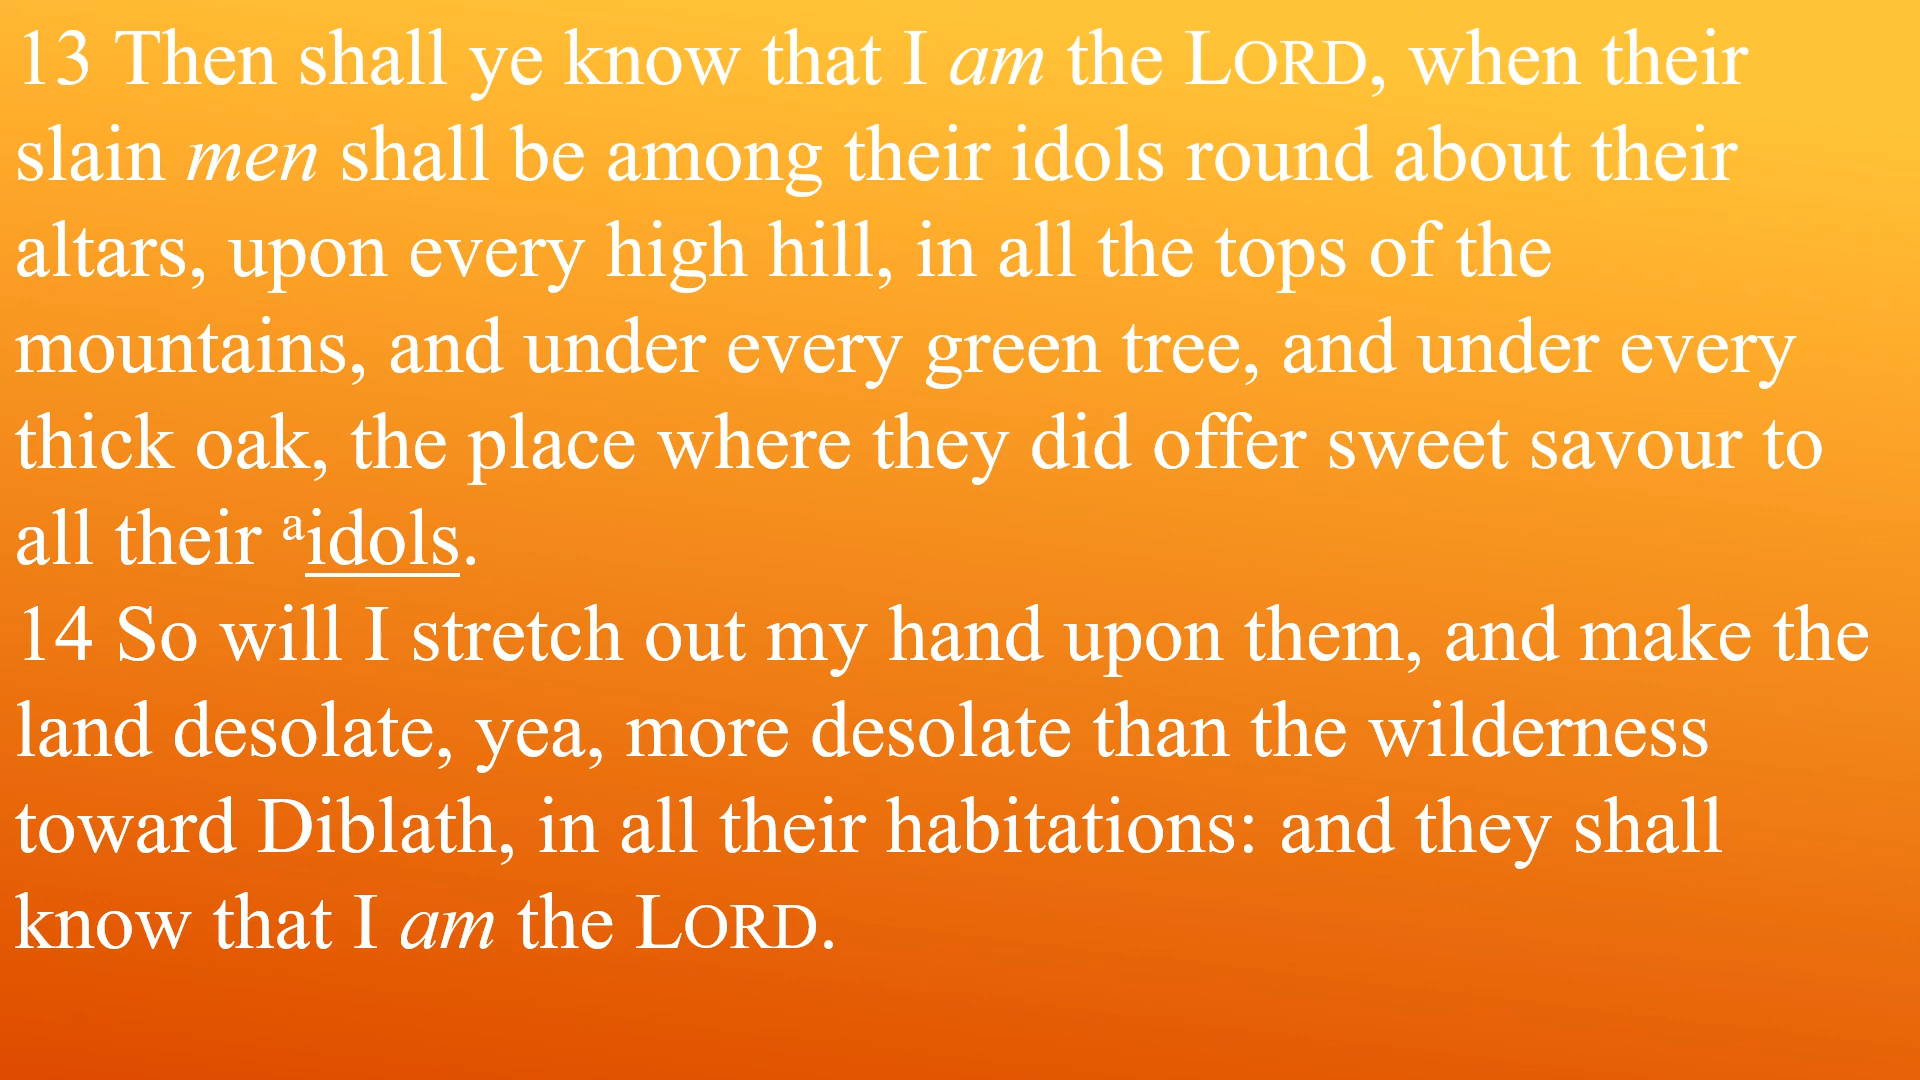 13 Then shall ye know that I am the LORD, when their
slain men shall be among their idols round about their
altars, upon every high hill, in all the tops of the
mountains, and under every green tree, and under every
thick oak, the place where they did offer sweet savour to
all their aidols.
14 So will I stretch out my hand upon them, and make the
land desolate, yea, more desolate than the wilderness
toward Diblath, in all their habitations: and they shall
know that I am the LORD.